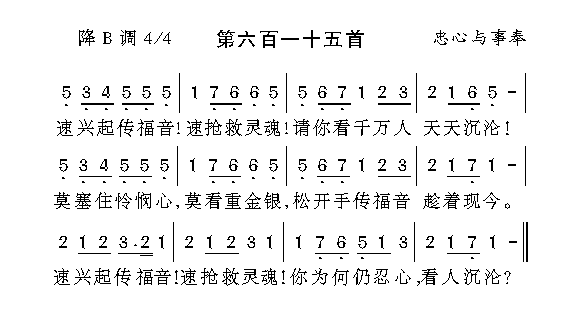 降B调4/4 第六百一十五首 忠心与事奉
5 3 4 5 5 5 | 1 7 6 6 5 | 5 6 7 1 2 3 | 2 1 6 5 - |
速兴起传福音!速抢救灵魂!请你看千万人 天天沉沦!
5 3 4 5 5 5 | 1 7 6 6 5 | 5 6 7 1 2 3 | 2 1 7 1 - |
莫塞住怜悯心,莫看重金银,松开手传福音 趁着现今。
2 1 2 3·2 1 | 2 1 2 3 1 | 1 7 6 5 1 3 | 2 1 7 1 - ‖
速兴起传福音!速抢救灵魂!你为何仍忍心,看人沉沦?